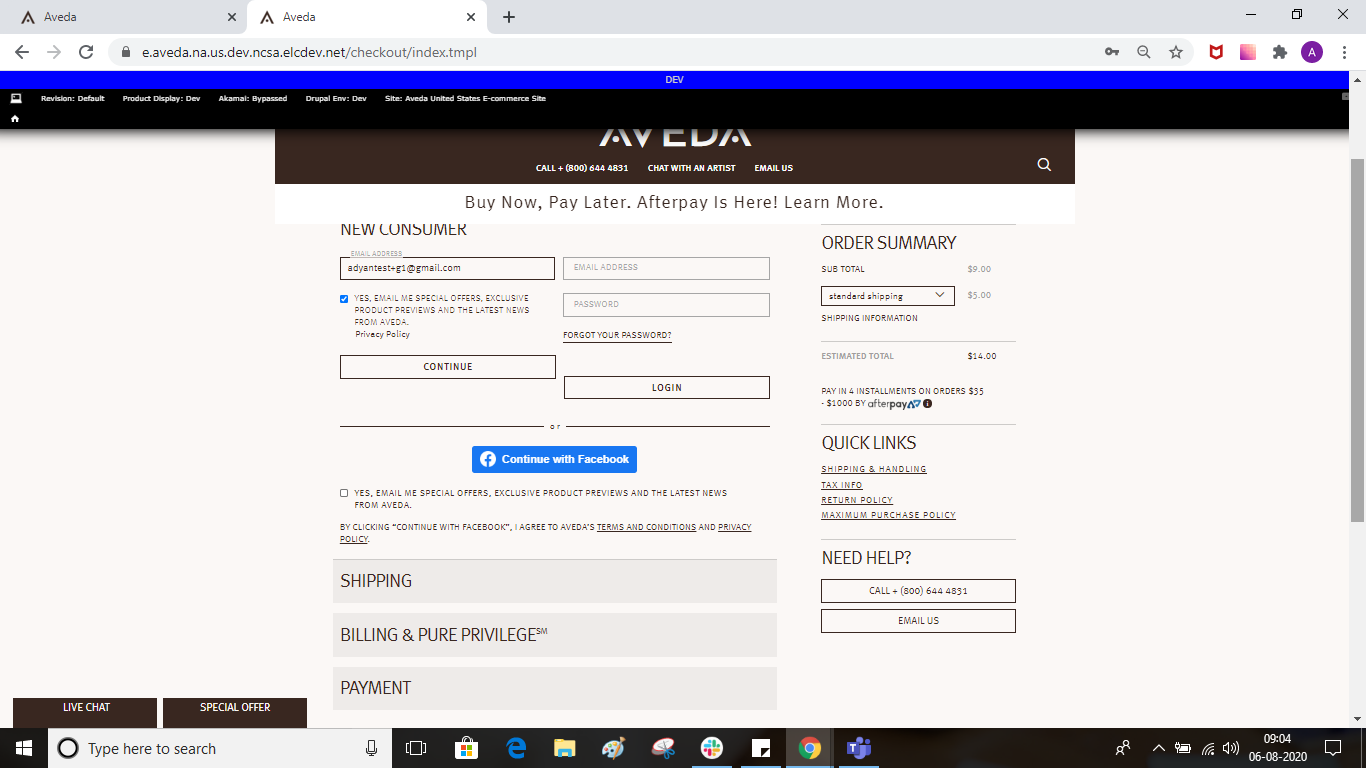 Aveda
Aveda
e.aveda.na.us.dev.ncsa.elcdev.net/checkout/index.tmpl
A
DEV
Revision: Default Product Display: Dev Akamai: Bypassed Drupal Env: Dev Site: Aveda United States E-commerce Site
AVEDA
CALL + (800) 644 4831 CHAT WITH AN ARTIST EMAIL US
Buy Now, Pay Later. Afterpay Is Here! Learn More.
NEW CONSUMER
EMAIL ADDRESS
adyantest+g1@gmail.com
YES, EMAIL ME SPECIAL OFFERS, EXCLUSIVE
PRODUCT PREVIEWS AND THE LATEST NEWS
FROM AVEDA.
Privacy Policy
CONTINUE
EMAIL ADDRESS
PASSWORD
FORGOT YOUR PASSWORD?
LOGIN
or
Continue with Facebook
YES, EMAIL ME SPECIAL OFFERS, EXCLUSIVE PRODUCT PREVIEWS AND THE LATEST NEWS
FROM AVEDA.
BY CLICKING “CONTINUE WITH FACEBOOK”, I AGREE TO AVEDA'S TERMS AND CONDITIONS AND PRIVACY
POLICY.
SHIPPING
BILLING & PURE PRIVILEGE℠
PAYMENT
ORDER SUMMARY
SUB TOTAL $9.00
standard shipping $5.00
SHIPPING INFORMATION
ESTIMATED TOTAL $14.00
PAY IN 4 INSTALLMENTS ON ORDERS $35
- $1000 BY afterpay
QUICK LINKS
SHIPPING & HANDLING
TAX INFO
RETURN POLICY
MAXIMUM PURCHASE POLICY
NEED HELP?
CALL + (800) 644 4831
EMAIL US
LIVE CHAT
SPECIAL OFFER
Type here to search
09:04
06-08-2020